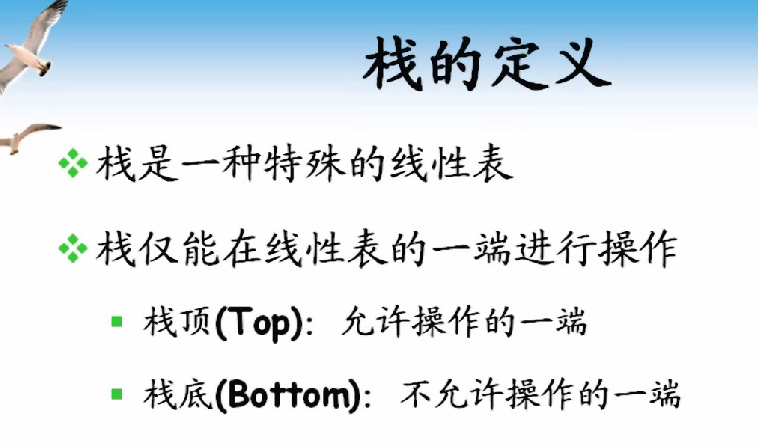 栈的定义
栈是一种特殊的线性表
栈仅能在线性表的一端进行操作
栈顶(Top)：允许操作的一端
栈底(Bottom)：不允许操作的一端